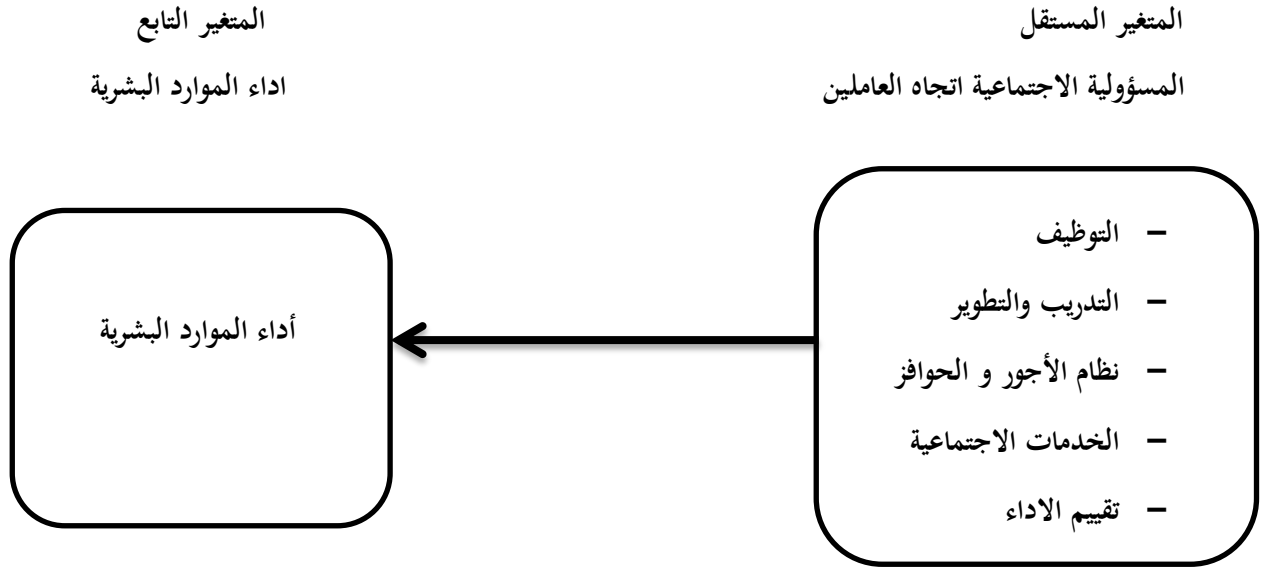 المتغير المستقل
المسؤولية الاجتماعية اتجاه العاملين
– التوظيف
– التدريب والتطوير
– نظام الأجور و الحوافز
– الخدمات الاجتماعية
– تقييم الاداء
المتغير التابع
اداء الموارد البشرية
أداء الموارد البشرية